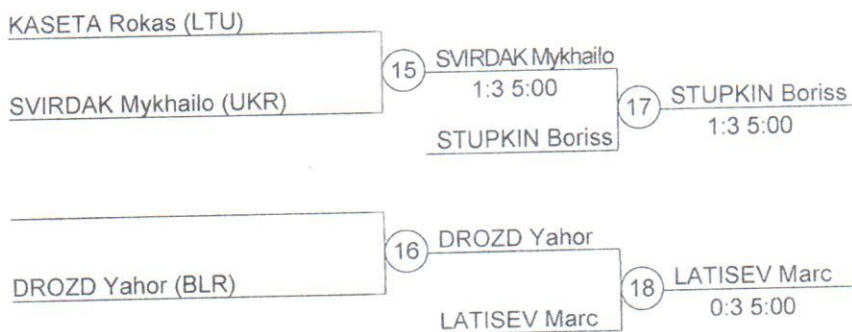 KASETA Rokas (LTU)
15
SVIRDAK Mykhailo
1:3 5:00
SVIRDAK Mykhailo (UKR)
17
STUPKIN Boriss
1:3 5:00
STUPKIN Boriss
16
DROZD Yahor
DROZD Yahor (BLR)
18
LATISEV Marc
0:3 5:00
LATISEV Marc